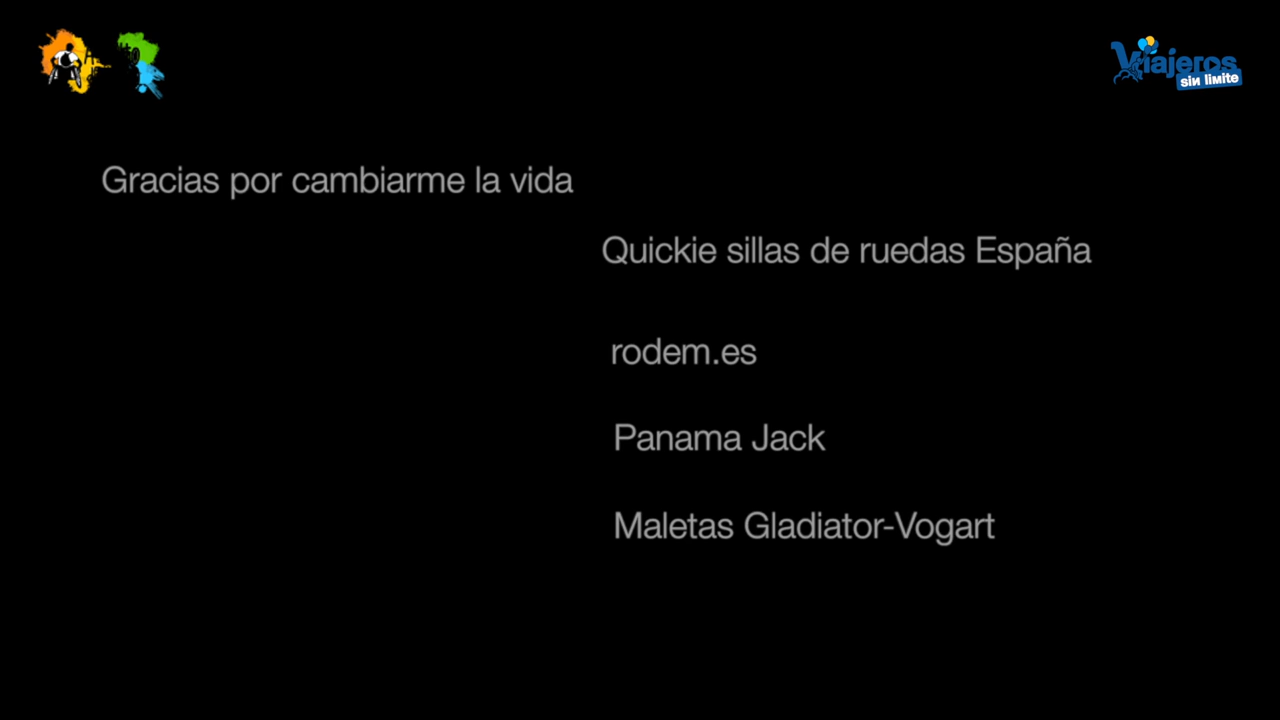 Viajeros
sin limite
Gracias por cambiarme la vida
Quickie sillas de ruedas España
rodem.es
Panama Jack
Maletas Gladiator-Vogart